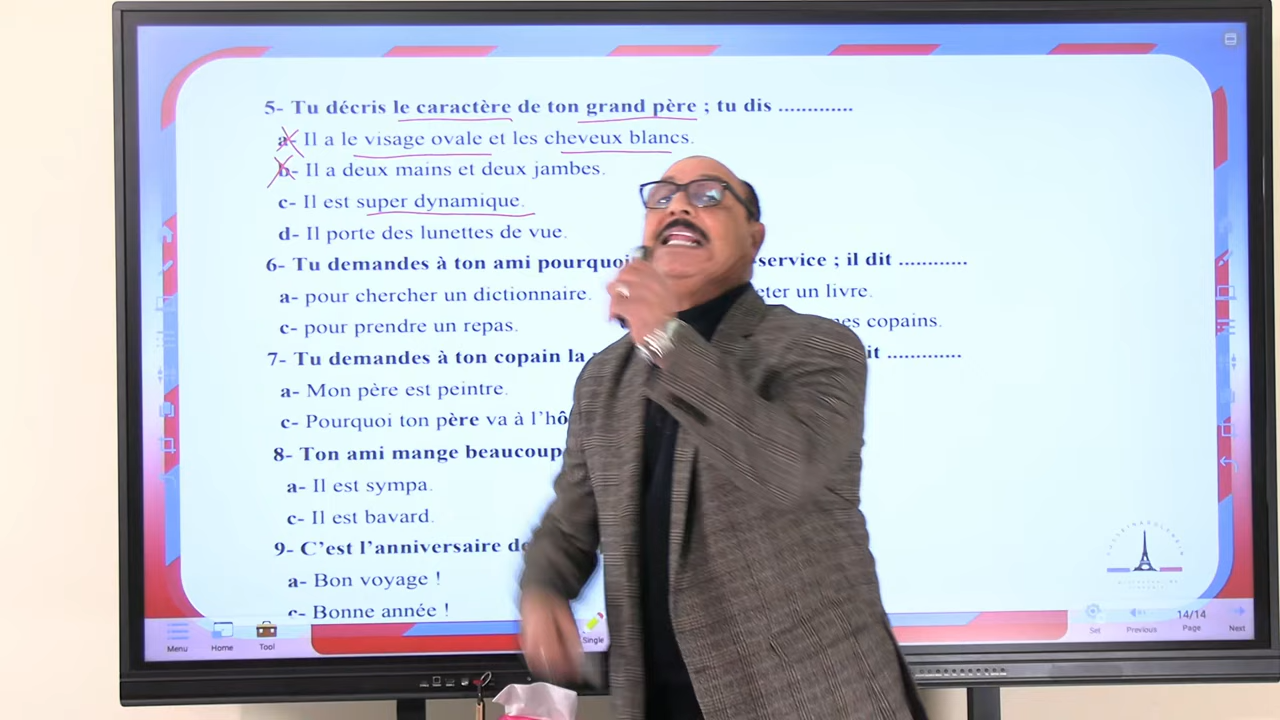 5- Tu décris le caractère de ton grand père ; tu dis .............
a- Il a le visage ovale et les cheveux blancs.
b- Il a deux mains et deux jambes.
c- Il est super dynamique.
d- Il porte des lunettes de vue.
6- Tu demandes à ton ami pourquoi -service ; il dit ............
a- pour chercher un dictionnaire. eter un livre.
c- pour prendre un repas. mes copains.
7- Tu demandes à ton copain la it .............
a- Mon père est peintre.
c- Pourquoi ton père va à l'hô
8- Ton ami mange beaucoup
a- Il est sympa.
c- Il est bavard.
9- C'est l'anniversaire de
a- Bon voyage !
c- Bonne année !
Menu Home Tool Single Set Previous 14/14 Page Next